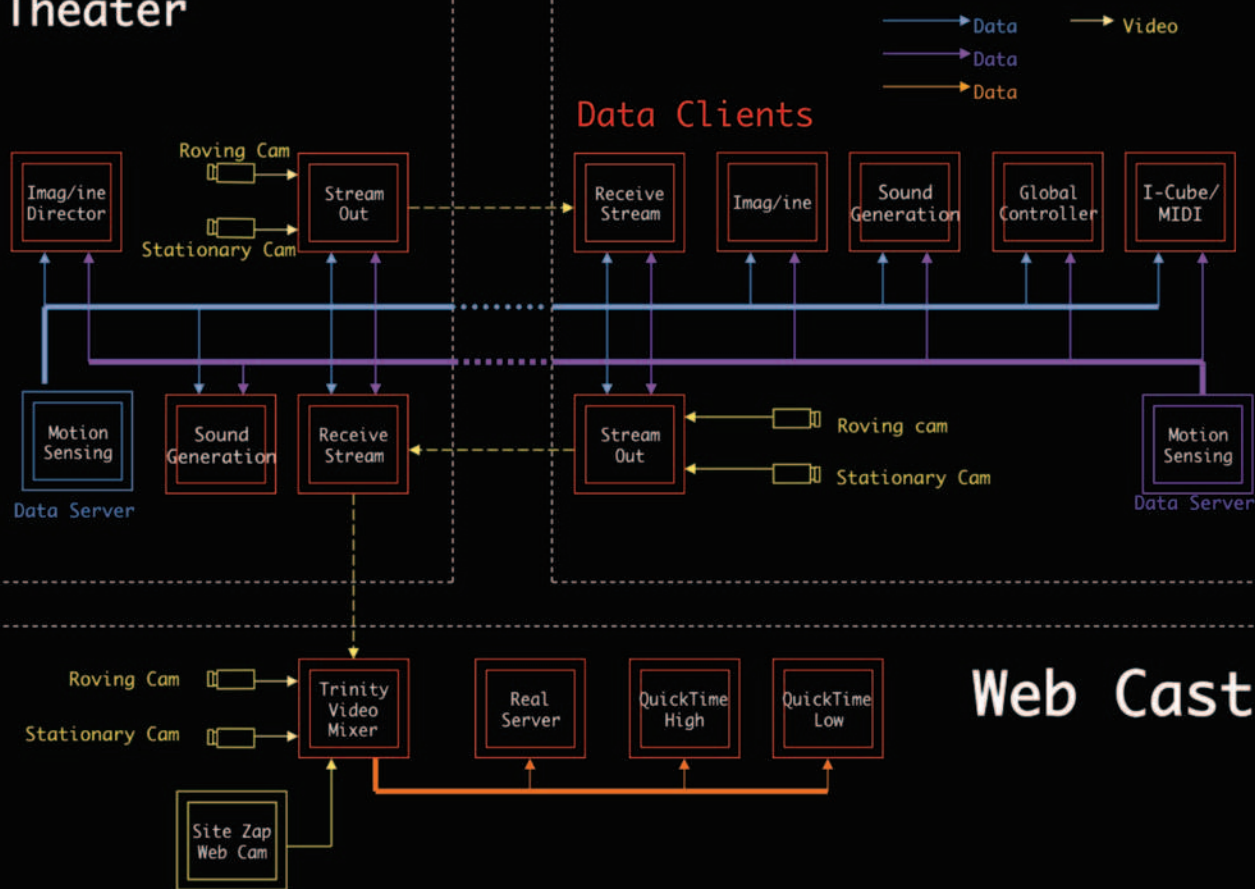 Theater
Data
Video
Data
Data
Data Clients
Roving Cam
Stationary Cam
Imag/ine
Director
Stream
Out
Receive
Stream
Imag/ine
Sound
Generation
Global
Controller
I-Cube/
MIDI
Motion
Sensing
Data Server
Sound
Generation
Receive
Stream
Stream
Out
Roving cam
Stationary Cam
Motion
Sensing
Data Server
Web Cast
Roving Cam
Stationary Cam
Trinity
Video
Mixer
Real
Server
QuickTime
High
QuickTime
Low
Site Zap
Web Cam